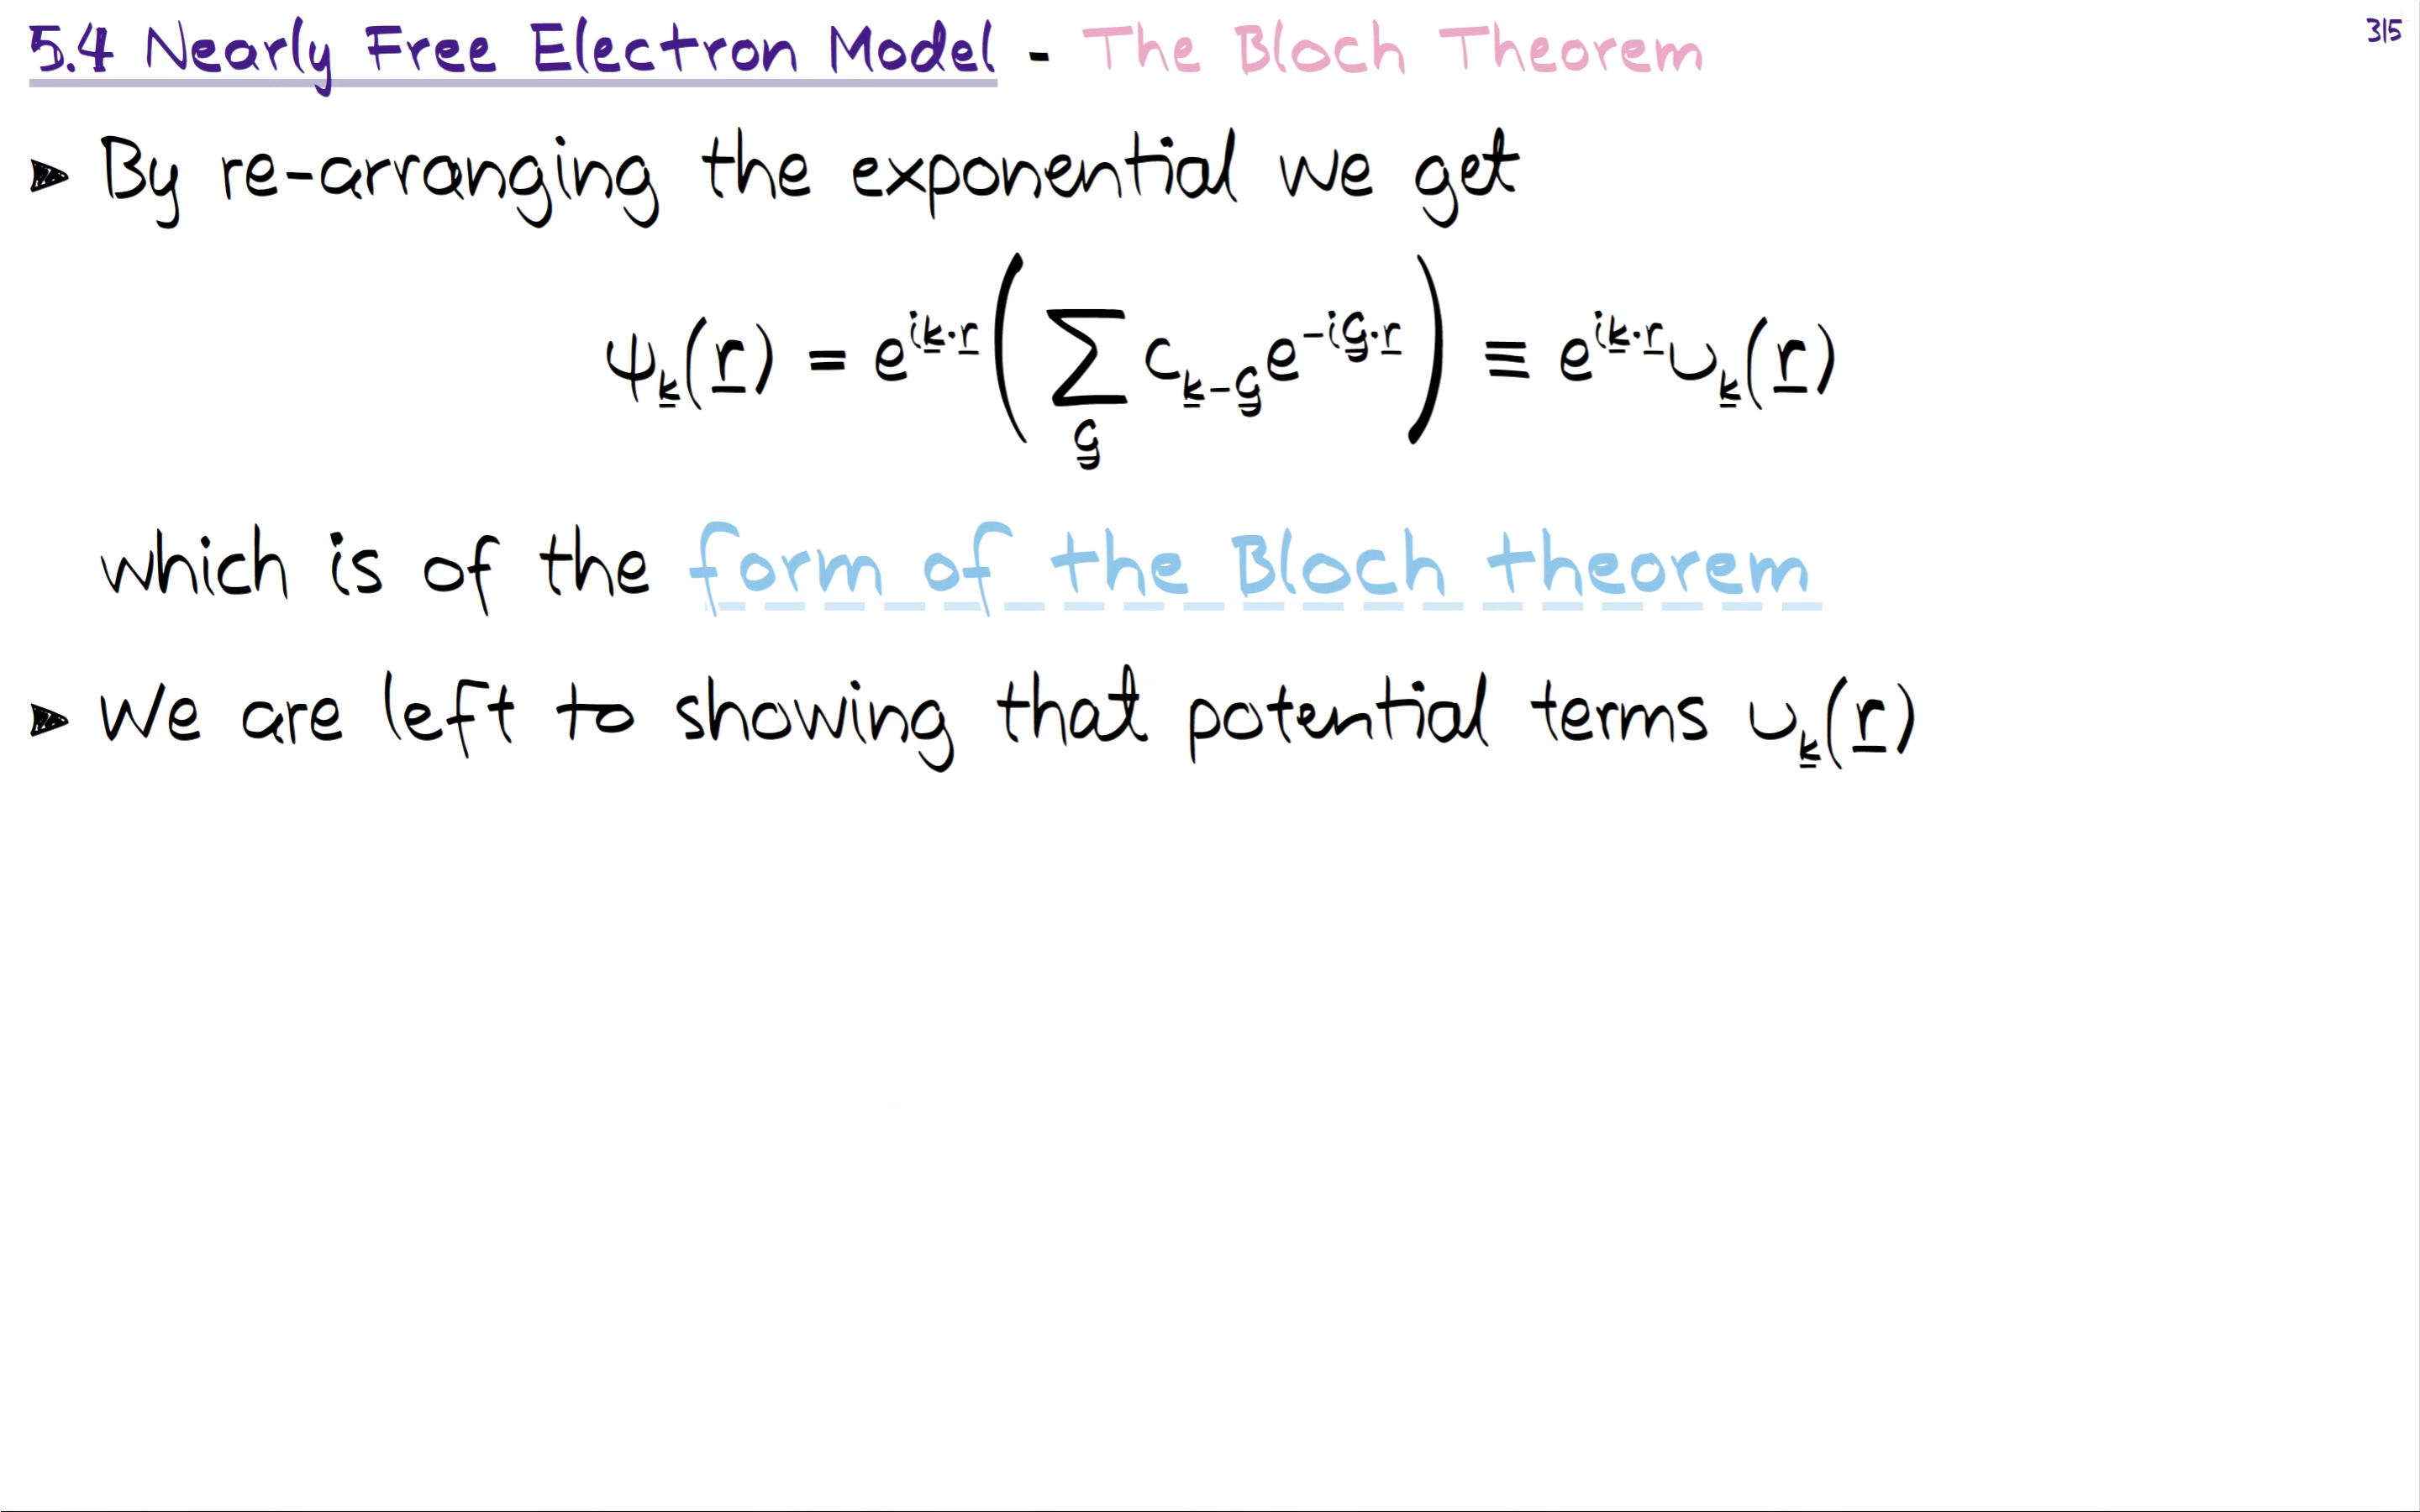 5.4 Nearly Free Electron Model - The Bloch Theorem 315
▸ By re-arranging the exponential we get
ψ_k(r) = e^{ik·r}(∑_g c_{k-g}e^{-ig·r}) ≡ e^{ik·r}u_k(r)
which is of the form of the Bloch theorem
▸ We are left to showing that potential terms u_k(r)